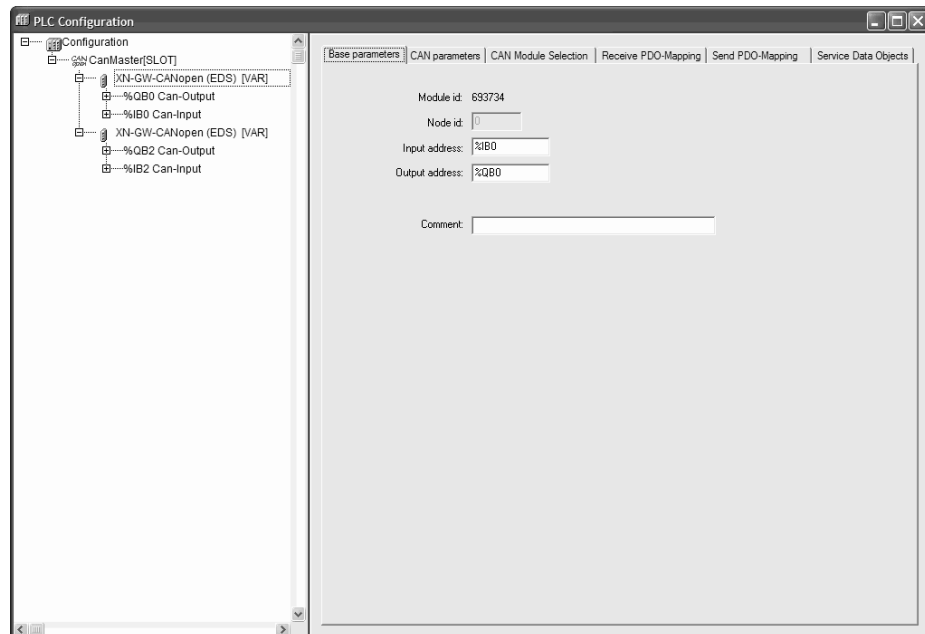 PLC Configuration
Configuration
CAN open CanMaster[SLOT]
XN-GW-CANopen (EDS) [VAR]
%QB0 Can-Output
%IB0 Can-Input
XN-GW-CANopen (EDS) [VAR]
%QB2 Can-Output
%IB2 Can-Input
Base parameters CAN parameters CAN Module Selection Receive PDO-Mapping Send PDO-Mapping Service Data Objects
Module id: 693734
Node id: 0
Input address: %IB0
Output address: %QB0
Comment: